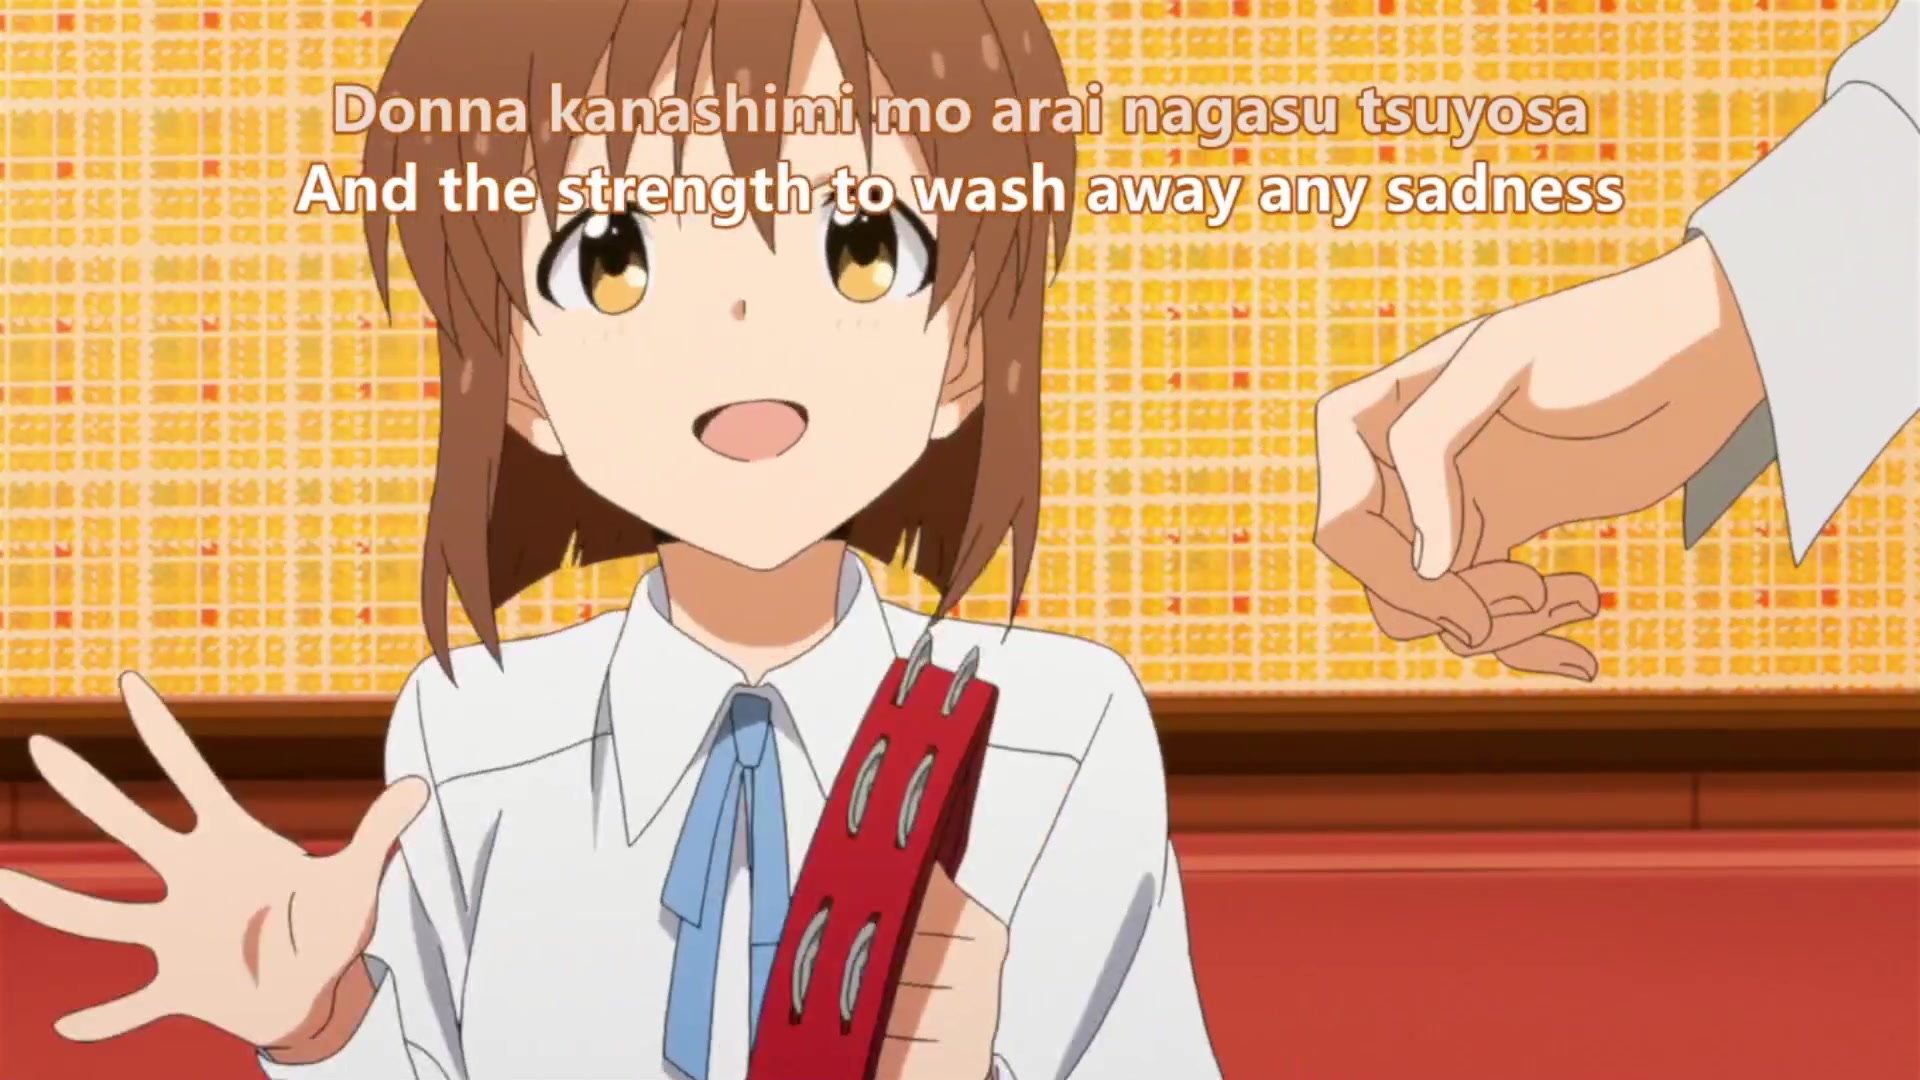 Donna kanashimi mo arai nagasu tsuyosa
And the strength to wash away any sadness